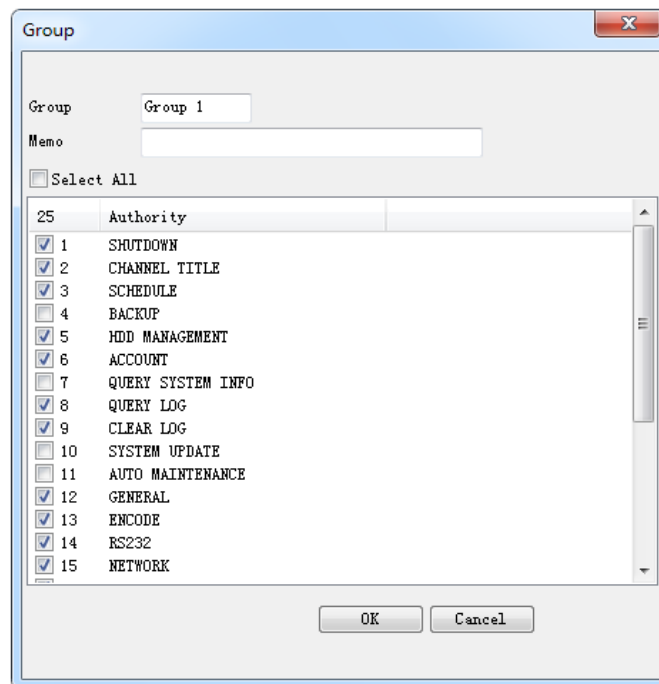 Group
Group Group 1
Memo
Select All
25 Authority
1 SHUTDOWN
2 CHANNEL TITLE
3 SCHEDULE
4 BACKUP
5 HDD MANAGEMENT
6 ACCOUNT
7 QUERY SYSTEM INFO
8 QUERY LOG
9 CLEAR LOG
10 SYSTEM UPDATE
11 AUTO MAINTENANCE
12 GENERAL
13 ENCODE
14 RS232
15 NETWORK
OK Cancel